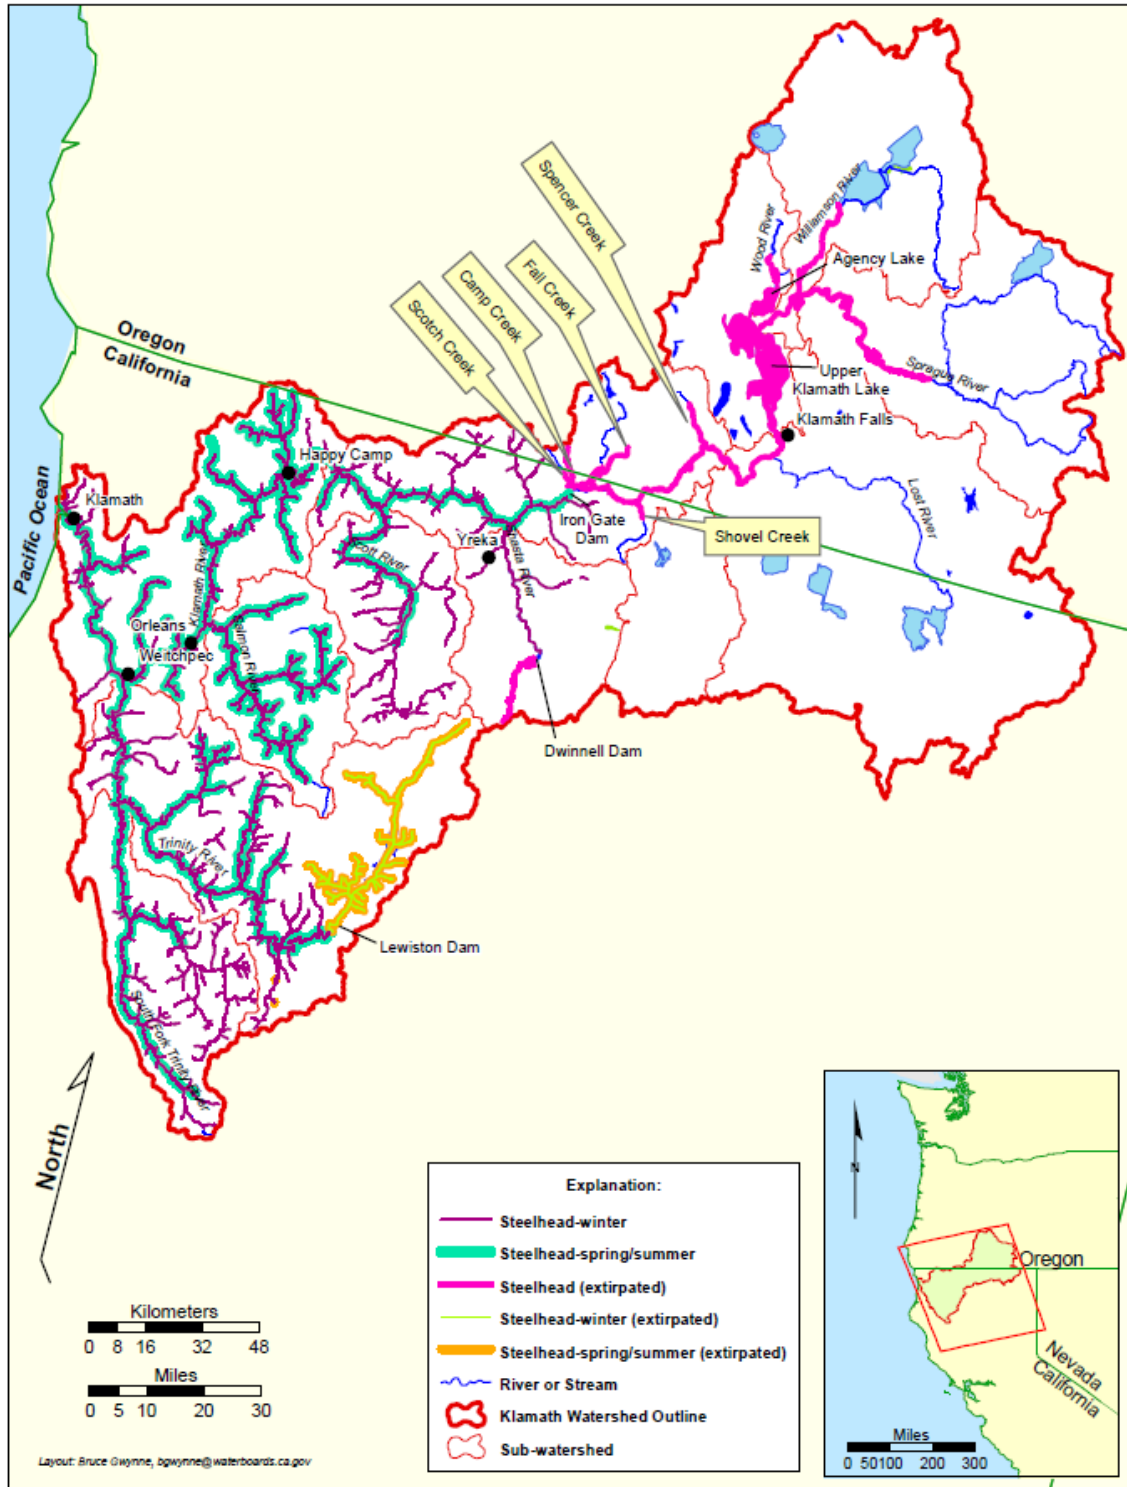 Spencer Creek
Fall Creek
Camp Creek
Scotch Creek
Wood River
Williamson River
Agency Lake
Sprague River
Upper
Klamath Lake
Klamath Falls
Lost River
Oregon
California
Pacific Ocean
Happy Camp
Klamath
Klamath River
Iron Gate
Dam
Shovel Creek
Yreka
Shasta River
Scott River
Orleans
Weitchpec
Salmon River
Dwinnell Dam
Trinity River
Lewiston Dam
South Fork Trinity River
North
Kilometers
0 8 16 32 48
Miles
0 5 10 20 30
Layout: Bruce Gwynne, bgwynne@waterboards.ca.gov
Explanation:
Steelhead-winter
Steelhead-spring/summer
Steelhead (extirpated)
Steelhead-winter (extirpated)
Steelhead-spring/summer (extirpated)
River or Stream
Klamath Watershed Outline
Sub-watershed
N
Oregon
Nevada
California
Miles
0 50100 200 300